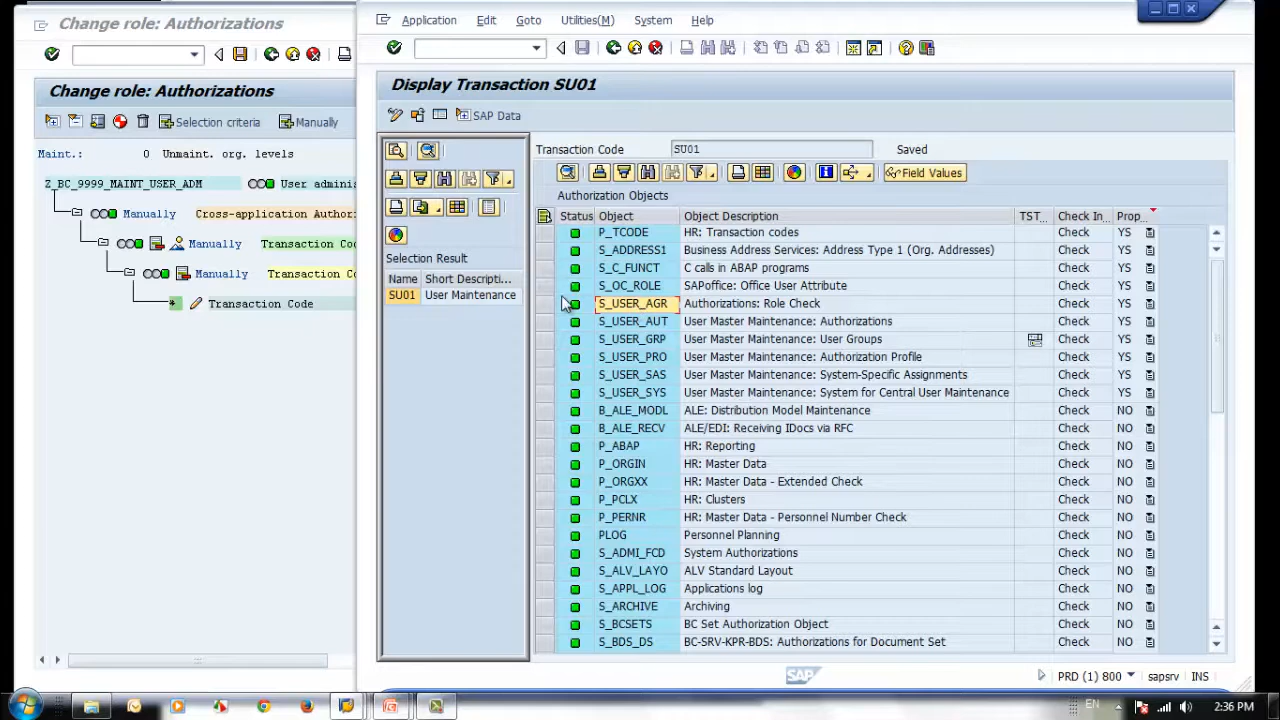 Change role: Authorizations
Change role: Authorizations
Selection criteria
Manually
Maint.: 0 Unmaint. org. levels
Z_BC_9999_MAINT_USER_ADM
Manually
Manually
Manually
Transaction Code
Application Edit Goto Utilities(M) System Help
Display Transaction SU01
SAP Data
Selection Result
Name Short Descripti...
SU01 User Maintenance
Transaction Code SU01 Saved
Field Values
Authorization Objects
Status Object Object Description TST... Check In... Prop...
P_TCODE HR: Transaction codes Check YS
S_ADDRESS1 Business Address Services: Address Type 1 (Org. Addresses) Check YS
S_C_FUNCT C calls in ABAP programs Check YS
S_OC_ROLE SAPoffice: Office User Attribute Check YS
S_USER_AGR Authorizations: Role Check Check YS
S_USER_AUT User Master Maintenance: Authorizations Check YS
S_USER_GRP User Master Maintenance: User Groups Check YS
S_USER_PRO User Master Maintenance: Authorization Profile Check YS
S_USER_SAS User Master Maintenance: System-Specific Assignments Check YS
S_USER_SYS User Master Maintenance: System for Central User Maintenance Check YS
B_ALE_MODL ALE: Distribution Model Maintenance Check NO
B_ALE_RECV ALE/EDI: Receiving IDocs via RFC Check NO
P_ABAP HR: Reporting Check NO
P_ORGIN HR: Master Data Check NO
P_ORGXX HR: Master Data - Extended Check Check NO
P_PCLX HR: Clusters Check NO
P_PERNR HR: Master Data - Personnel Number Check Check NO
PLOG Personnel Planning Check NO
S_ADMI_FCD System Authorizations Check NO
S_ALV_LAYO ALV Standard Layout Check NO
S_APPL_LOG Applications log Check NO
S_ARCHIVE Archiving Check NO
S_BCSETS BC Set Authorization Object Check NO
S_BDS_DS BC-SRV-KPR-BDS: Authorizations for Document Set Check NO
SAP
PRD (1) 800 sapsrv INS
EN 2:36 PM